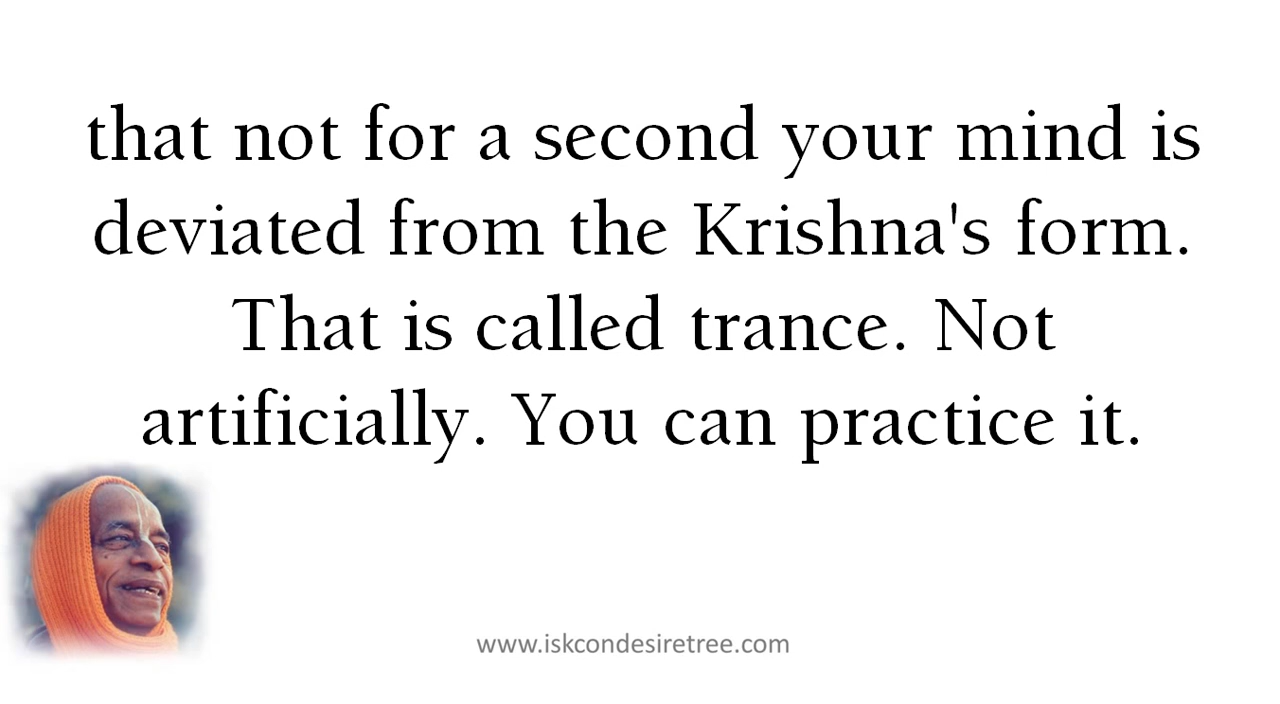 that not for a second your mind is
deviated from the Krishna's form.
That is called trance. Not
artificially. You can practice it.
www.iskcondesiretree.com